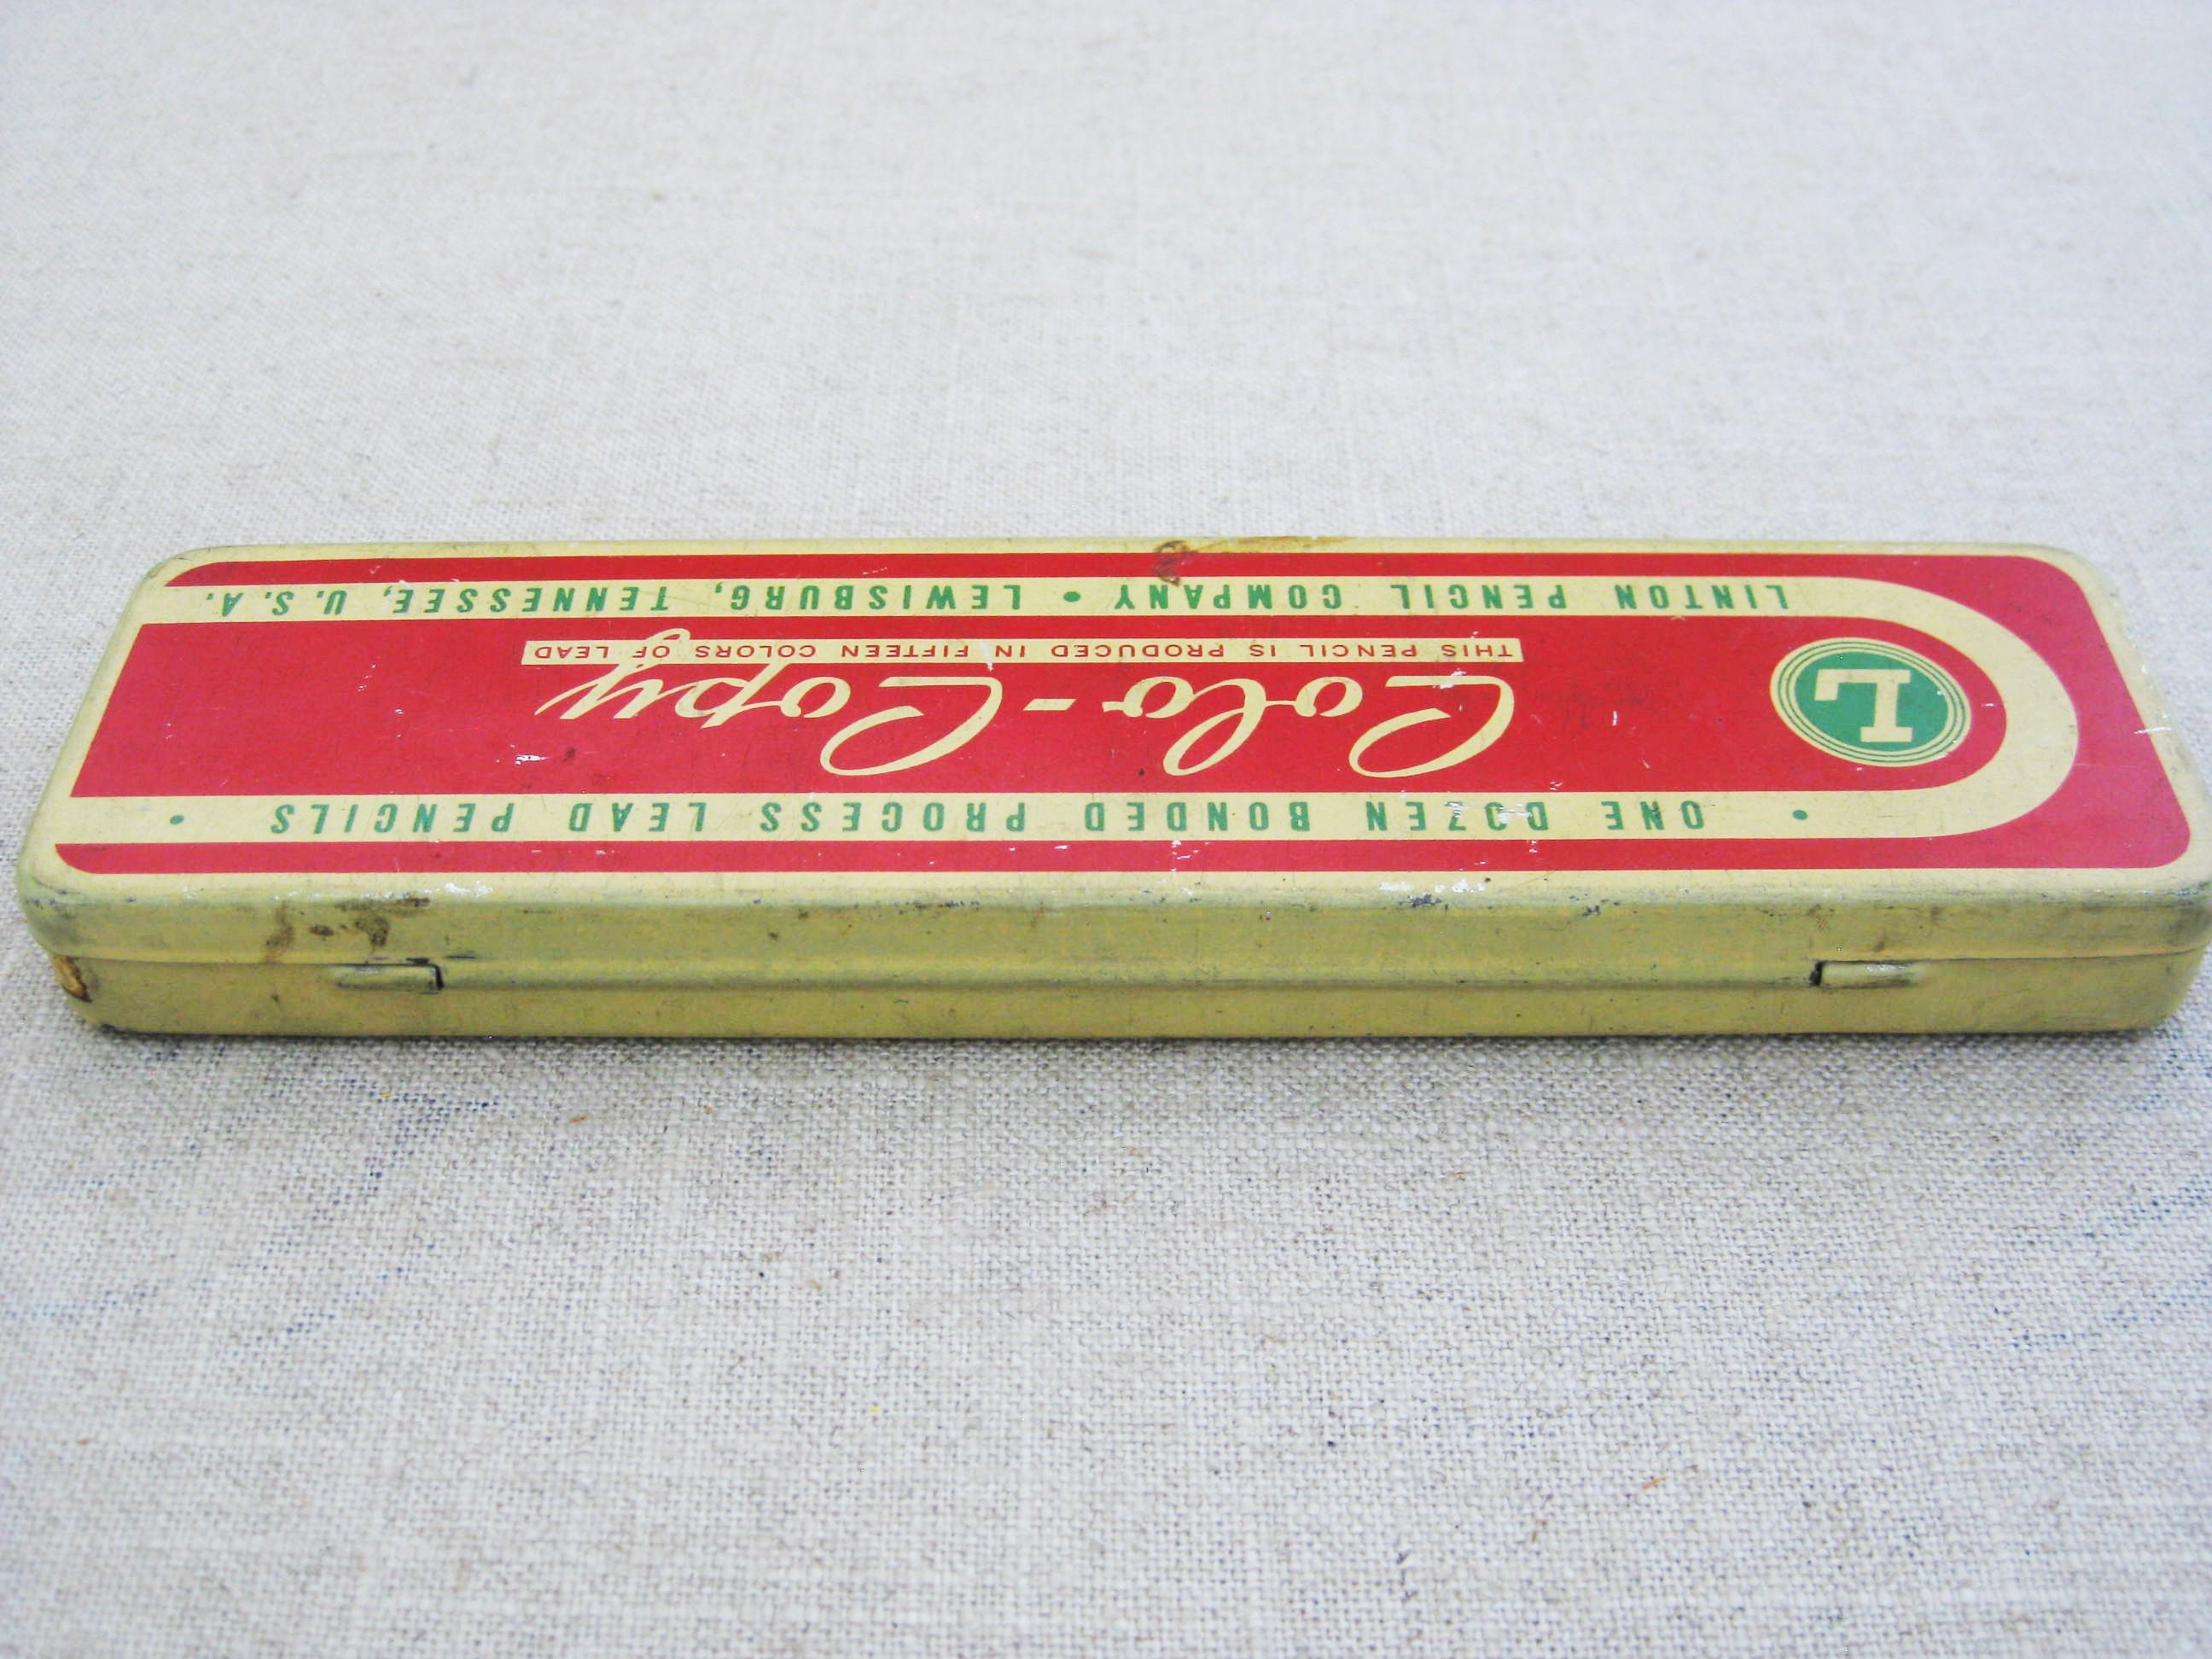 • ONE DOZEN BONDED PROCESS LEAD PENCILS •
L
Colo-Copy
THIS PENCIL IS PRODUCED IN FIFTEEN COLORS OF LEAD
LINTON PENCIL COMPANY • LEWISBURG, TENNESSEE, U.S.A.